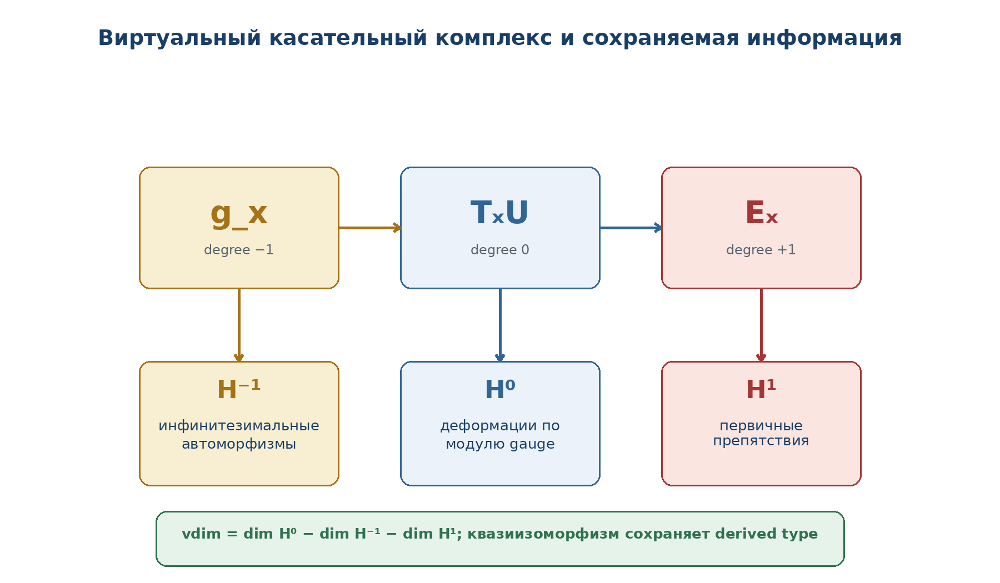 Виртуальный касательный комплекс и сохраняемая информация
g_x
degree −1
TₓU
degree 0
Eₓ
degree +1
H⁻¹
инфинитезимальные
автоморфизмы
H⁰
деформации по
модулю gauge
H¹
первичные
препятствия
vdim = dim H⁰ − dim H⁻¹ − dim H¹; квазиизоморфизм сохраняет derived type